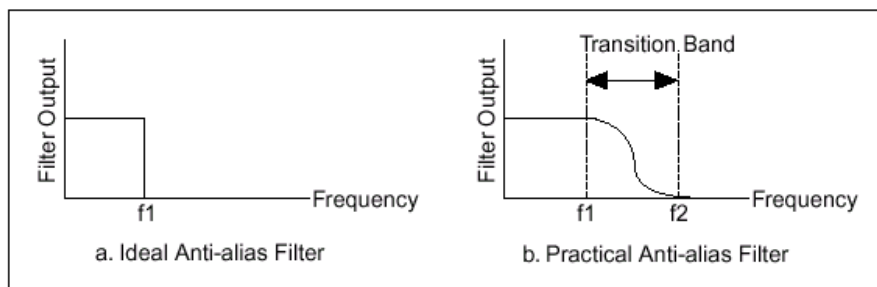 Filter Output
Frequency
f1
a. Ideal Anti-alias Filter
Transition Band
Filter Output
Frequency
f1
f2
b. Practical Anti-alias Filter